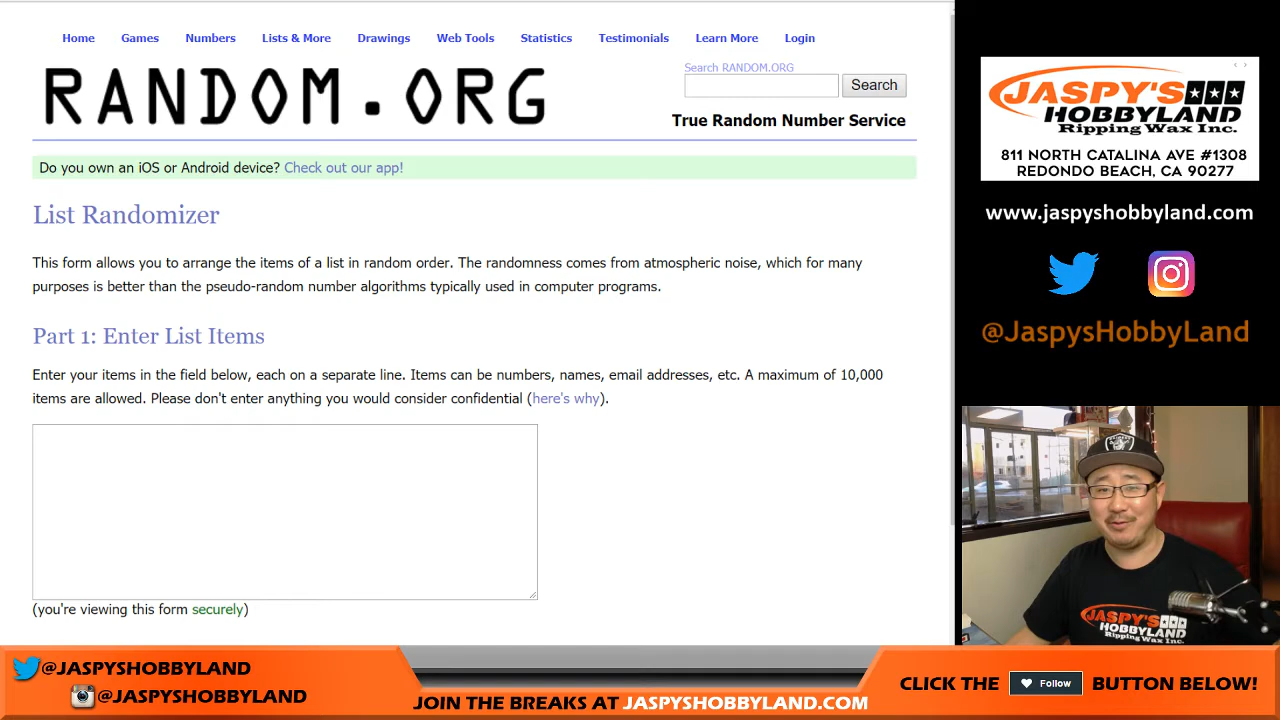 Home Games Numbers Lists & More Drawings Web Tools Statistics Testimonials Learn More Login
RANDOM.ORG
Search RANDOM.ORG
Search
True Random Number Service
Do you own an iOS or Android device? Check out our app!
List Randomizer
This form allows you to arrange the items of a list in random order. The randomness comes from atmospheric noise, which for many
purposes is better than the pseudo-random number algorithms typically used in computer programs.
Part 1: Enter List Items
Enter your items in the field below, each on a separate line. Items can be numbers, names, email addresses, etc. A maximum of 10,000
items are allowed. Please don't enter anything you would consider confidential (here's why).
(you're viewing this form securely)
JASPY'S
HOBBYLAND
Ripping Wax Inc.
811 NORTH CATALINA AVE #1308
REDONDO BEACH, CA 90277
www.jaspyshobbyland.com
@JaspysHobbyLand
RAIDERS
JASPY'S
HOBBYLAND
Ripping Wax Inc.
@JASPYSHOBBYLAND
@JASPYSHOBBYLAND
JOIN THE BREAKS AT JASPYSHOBBYLAND.COM
CLICK THE Follow BUTTON BELOW!